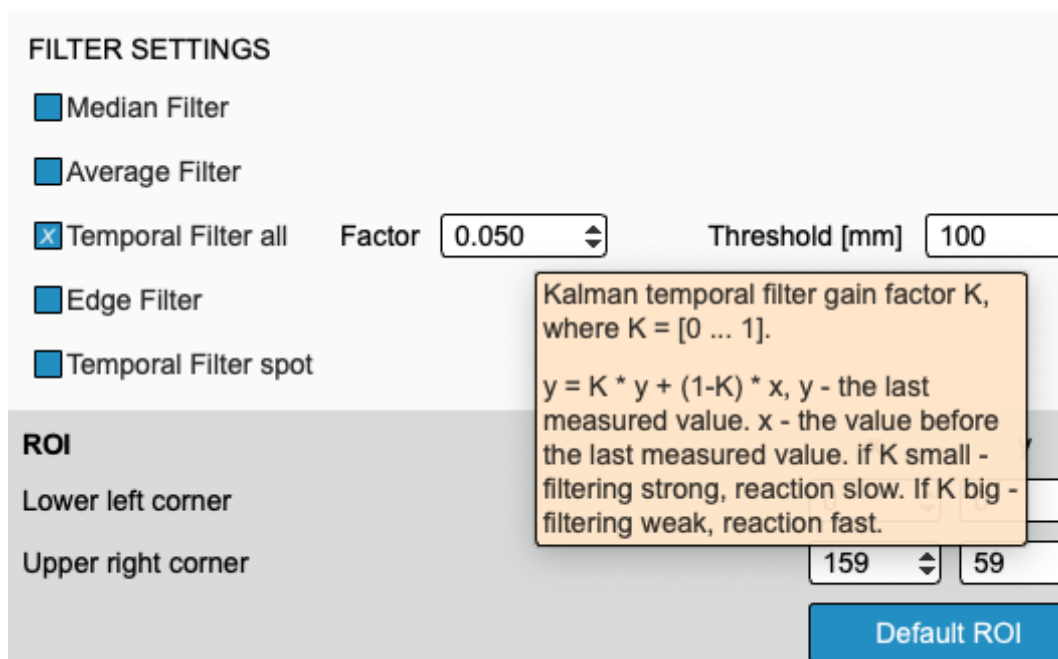 FILTER SETTINGS
Median Filter
Average Filter
X Temporal Filter all Factor 0.050 Threshold [mm] 100
Edge Filter
Temporal Filter spot
Kalman temporal filter gain factor K,
where K = [0 ... 1].
y = K * y + (1-K) * x, y - the last
measured value. x - the value before
the last measured value. if K small -
filtering strong, reaction slow. If K big -
filtering weak, reaction fast.
ROI
Lower left corner
Upper right corner 159 59
Default ROI